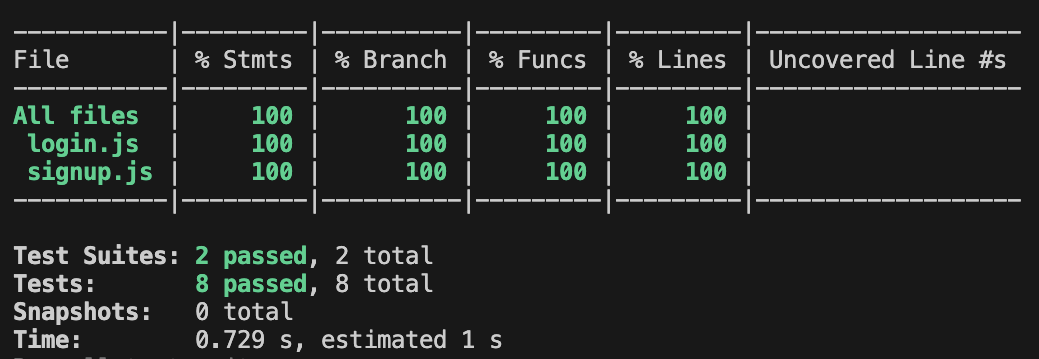 -----------|---------|----------|---------|---------|-------------------
File       | % Stmts | % Branch | % Funcs | % Lines | Uncovered Line #s
-----------|---------|----------|---------|---------|-------------------
All files  |     100 |      100 |     100 |     100 |
 login.js  |     100 |      100 |     100 |     100 |
 signup.js |     100 |      100 |     100 |     100 |
-----------|---------|----------|---------|---------|-------------------
Test Suites: 2 passed, 2 total
Tests:       8 passed, 8 total
Snapshots:   0 total
Time:        0.729 s, estimated 1 s